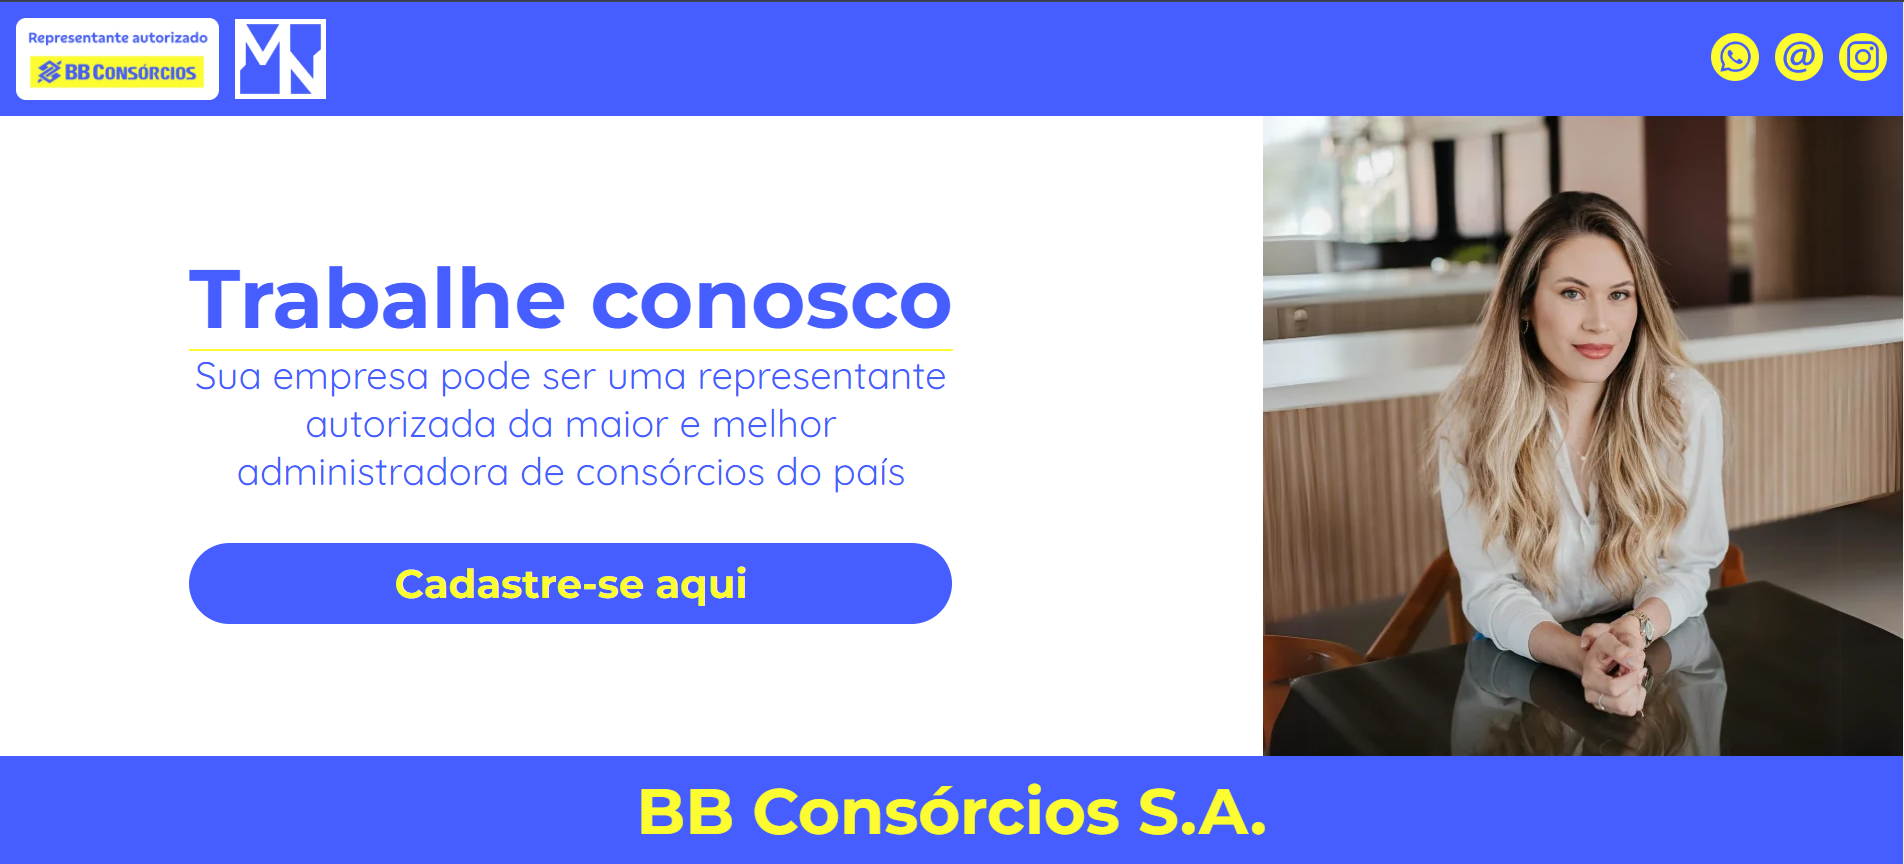 Representante autorizado
BB CONSÓRCIOS
MN
Trabalhe conosco
Sua empresa pode ser uma representante
autorizada da maior e melhor
administradora de consórcios do país
Cadastre-se aqui
BB Consórcios S.A.